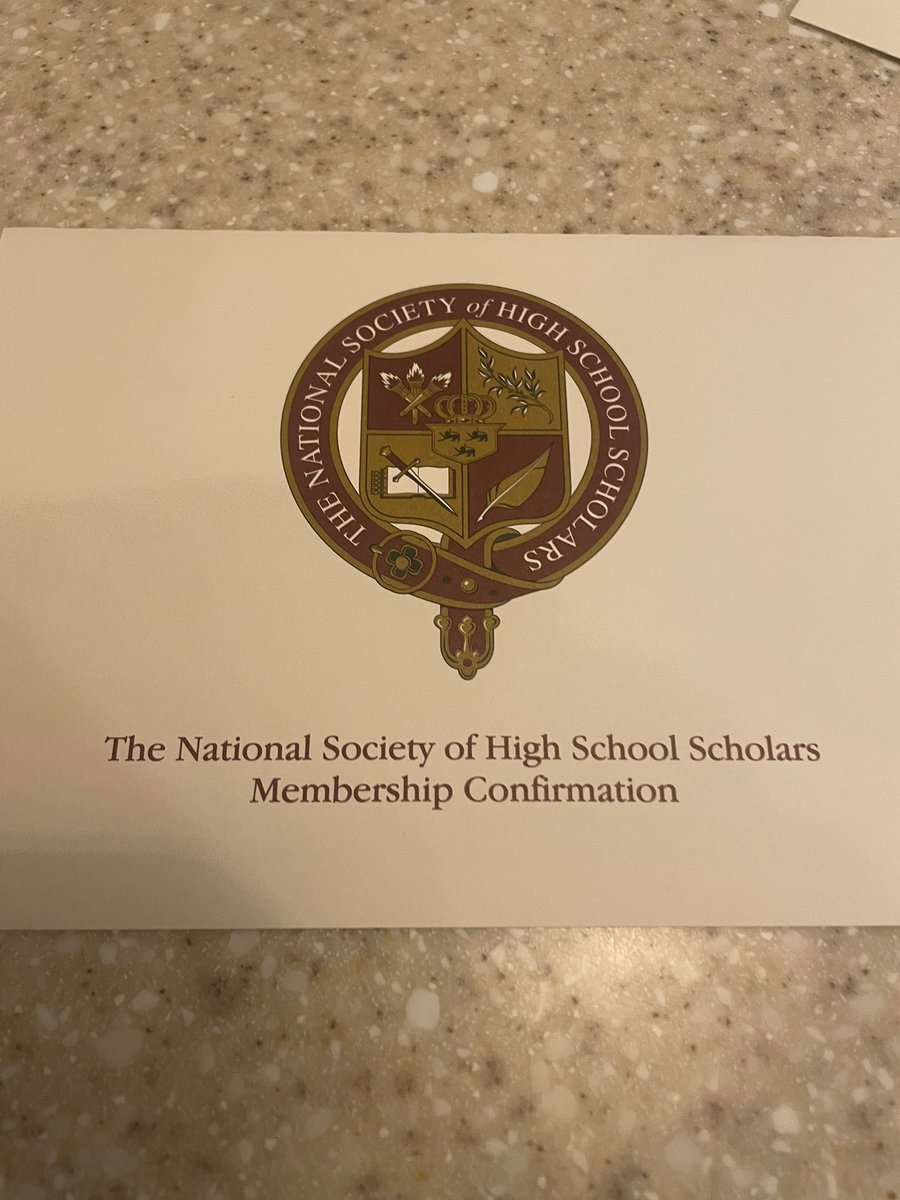 THE NATIONAL SOCIETY of HIGH SCHOOL SCHOLARS
The National Society of High School Scholars
Membership Confirmation